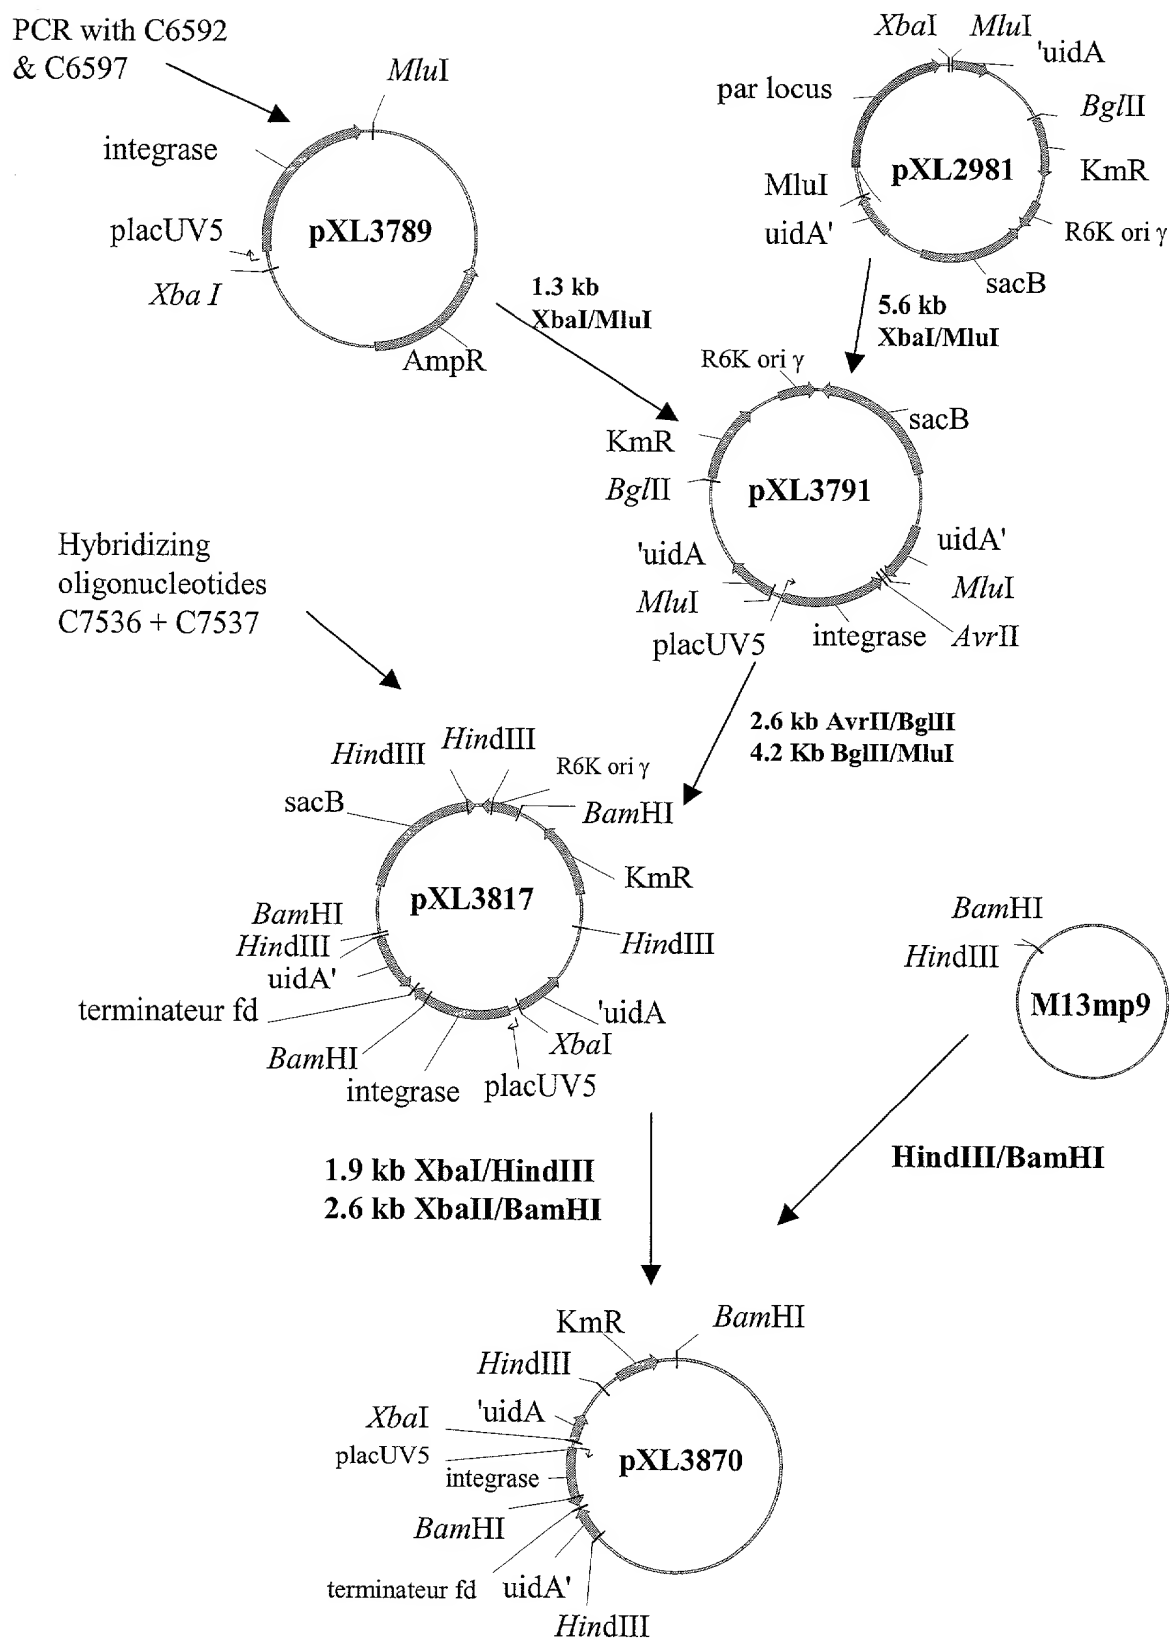 PCR with C6592
& C6597
MluI
integrase
placUV5
pXL3789
Xba I
AmpR
XbaI
MluI
'uidA
par locus
BglII
pXL2981
KmR
MluI
uidA'
R6K ori γ
sacB
1.3 kb
XbaI/MluI
5.6 kb
XbaI/MluI
R6K ori γ
sacB
KmR
BglII
pXL3791
'uidA
uidA'
MluI
MluI
placUV5
integrase
AvrII
Hybridizing
oligonucleotides
C7536 + C7537
2.6 kb AvrII/BglII
4.2 Kb BglII/MluI
HindIII
HindIII
R6K ori γ
sacB
BamHI
KmR
pXL3817
BamHI
HindIII
HindIII
uidA'
terminateur fd
'uidA
XbaI
BamHI
integrase
placUV5
BamHI
HindIII
M13mp9
1.9 kb XbaI/HindIII
2.6 kb XbaII/BamHI
HindIII/BamHI
KmR
BamHI
HindIII
'uidA
XbaI
placUV5
pXL3870
integrase
BamHI
terminateur fd
uidA'
HindIII